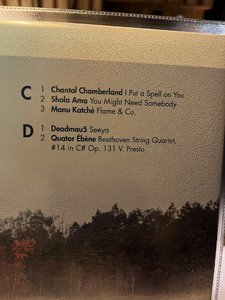 C 1 Chantal Chamberland I Put a Spell on You
2 Shola Ama You Might Need Somebody
3 Manu Katché Flame & Co.
D 1 Deadmau5 Seeya
2 Quator Ébène Beethoven String Quartet,
#14 in C# Op. 131 V. Presto